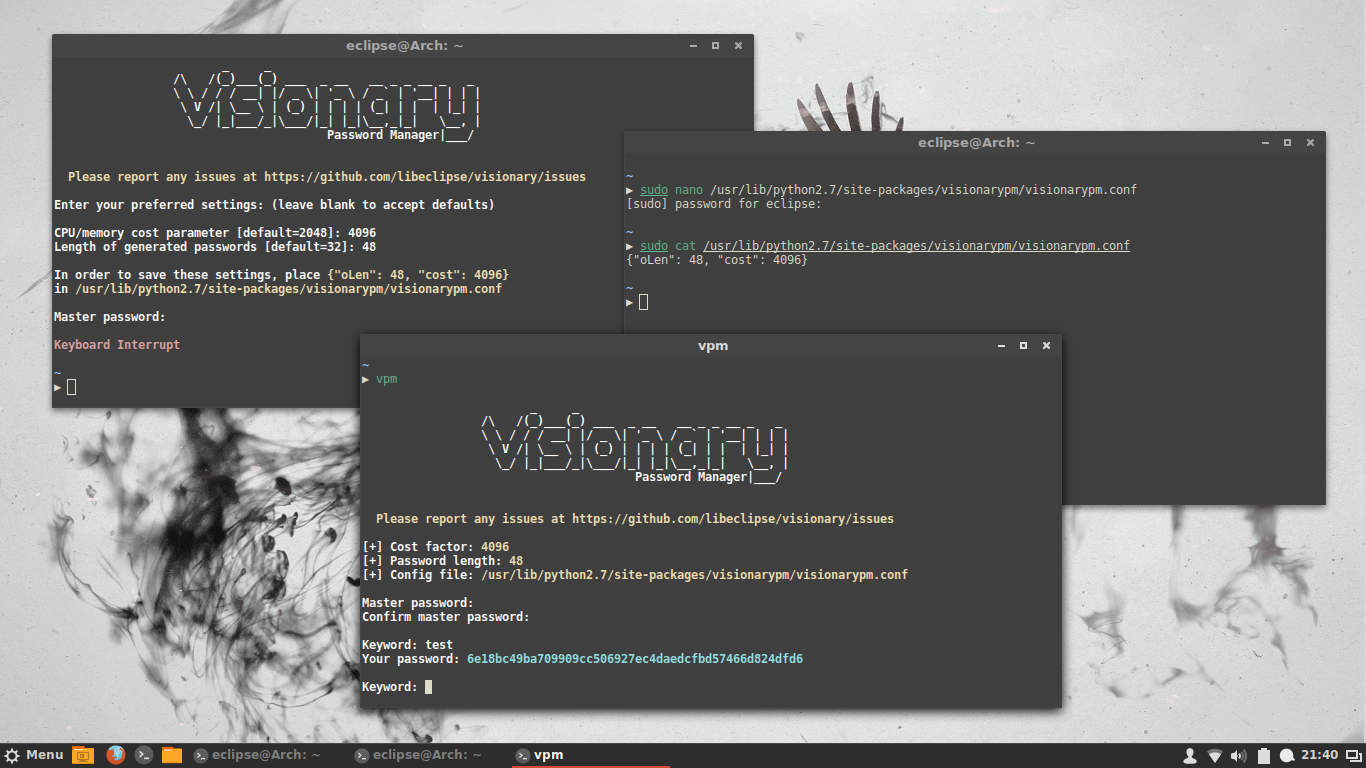 eclipse@Arch: ~
Visionary
Password Manager
Please report any issues at https://github.com/libeclipse/visionary/issues
Enter your preferred settings: (leave blank to accept defaults)
CPU/memory cost parameter [default=2048]: 4096
Length of generated passwords [default=32]: 48
In order to save these settings, place {"oLen": 48, "cost": 4096}
in /usr/lib/python2.7/site-packages/visionarypm/visionarypm.conf
Master password:
Keyboard Interrupt
~
▶
eclipse@Arch: ~
~
▶ sudo nano /usr/lib/python2.7/site-packages/visionarypm/visionarypm.conf
[sudo] password for eclipse:
~
▶ sudo cat /usr/lib/python2.7/site-packages/visionarypm/visionarypm.conf
{"oLen": 48, "cost": 4096}
~
▶
vpm
~
▶ vpm
Visionary
Password Manager
Please report any issues at https://github.com/libeclipse/visionary/issues
[+] Cost factor: 4096
[+] Password length: 48
[+] Config file: /usr/lib/python2.7/site-packages/visionarypm/visionarypm.conf
Master password:
Confirm master password:
Keyword: test
Your password: 6e18bc49ba709909cc506927ec4daedcfbd57466d824dfd6
Keyword:
Menu eclipse@Arch: ~ eclipse@Arch: ~ vpm 21:40